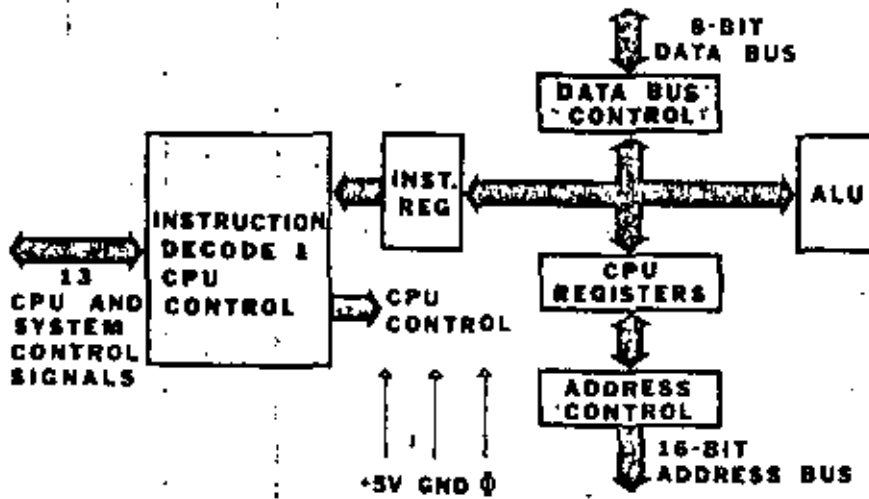 8-BIT
DATA BUS
DATA BUS
CONTROL
INST.
REG
ALU
INSTRUCTION
DECODE &
CPU
CONTROL
13
CPU AND
SYSTEM
CONTROL
SIGNALS
CPU
CONTROL
CPU
REGISTERS
ADDRESS
CONTROL
+5V GND Φ
16-BIT
ADDRESS BUS